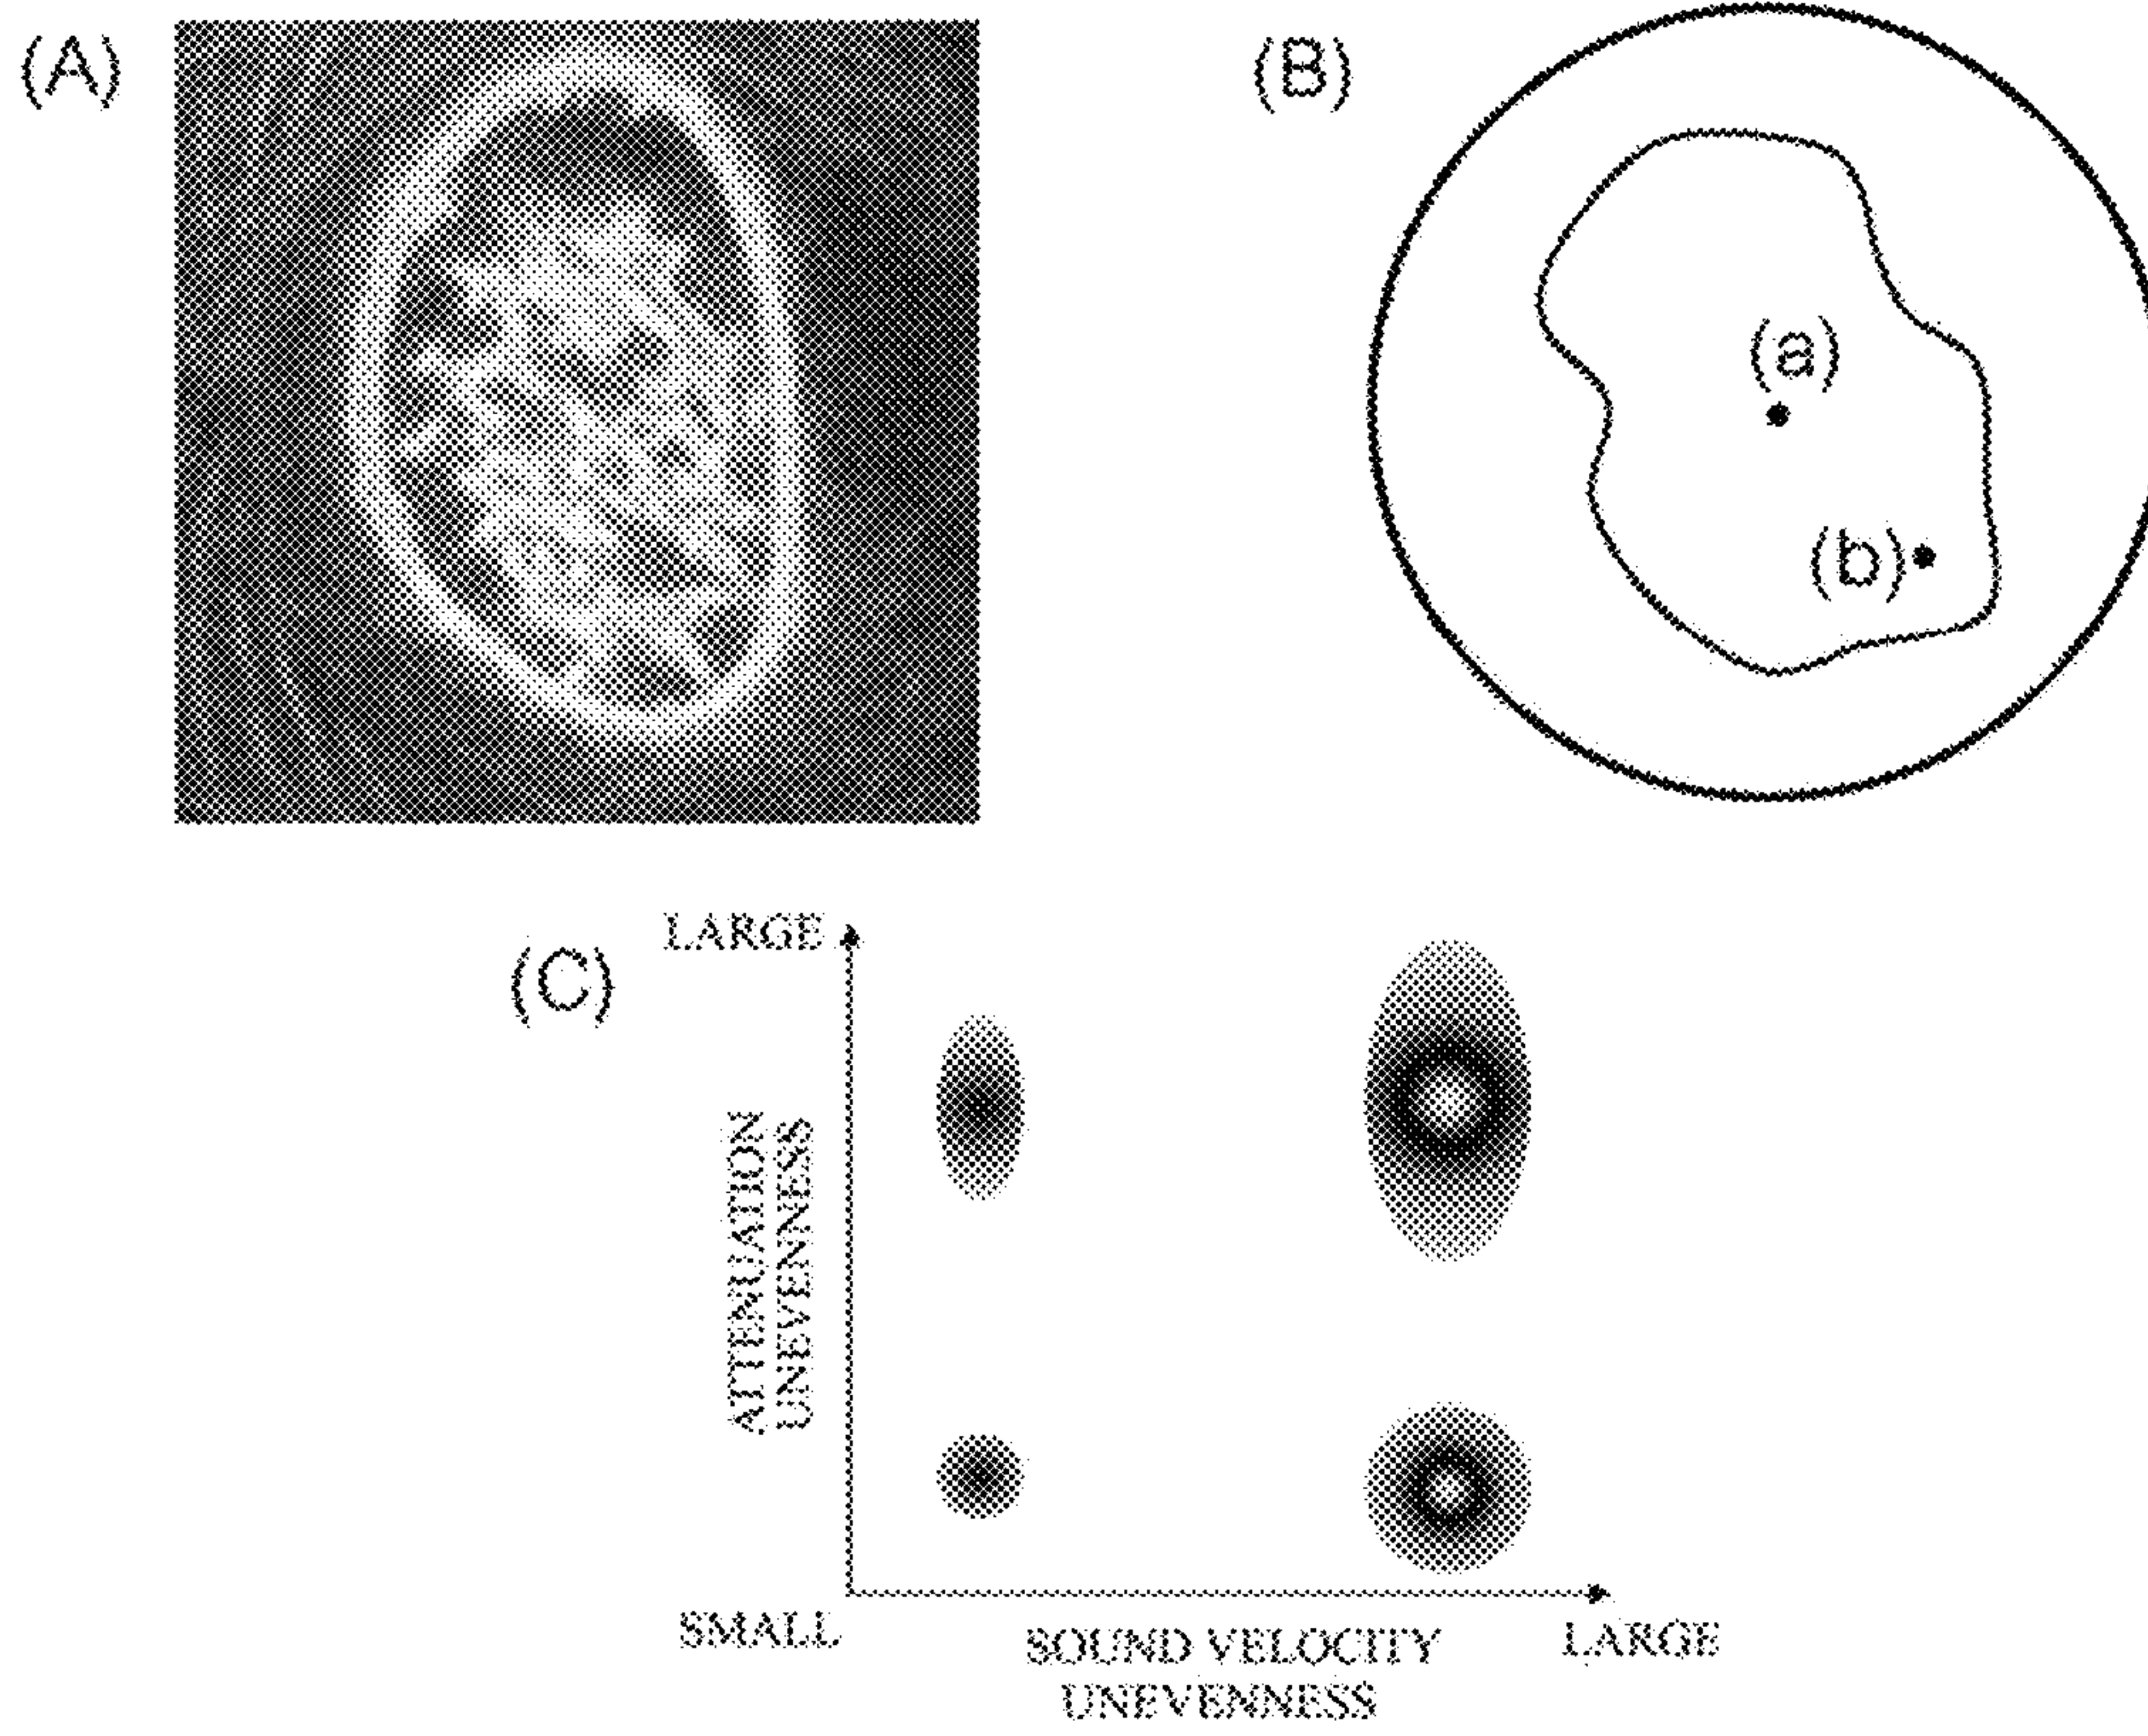 (A)
(B)
(a)
(b)
(C)
LARGE
ATTENUATION
UNEVENNESS
SMALL
SOUND VELOCITY
UNEVENNESS
LARGE